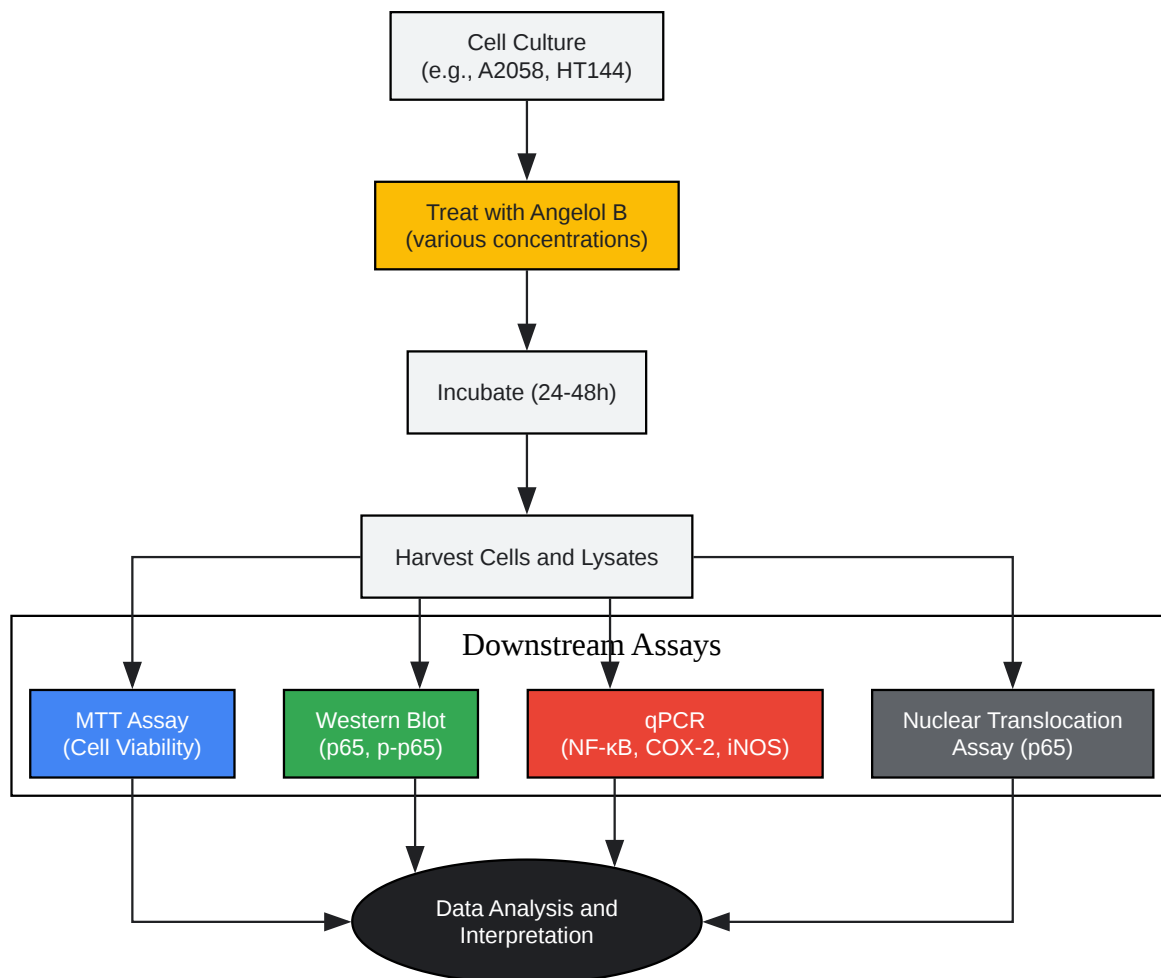 Cell Culture
(e.g., A2058, HT144)
Treat with Angelol B
(various concentrations)
Incubate (24-48h)
Harvest Cells and Lysates
Downstream Assays
MTT Assay
(Cell Viability)
Western Blot
(p65, p-p65)
qPCR
(NF-κB, COX-2, iNOS)
Nuclear Translocation
Assay (p65)
Data Analysis and
Interpretation